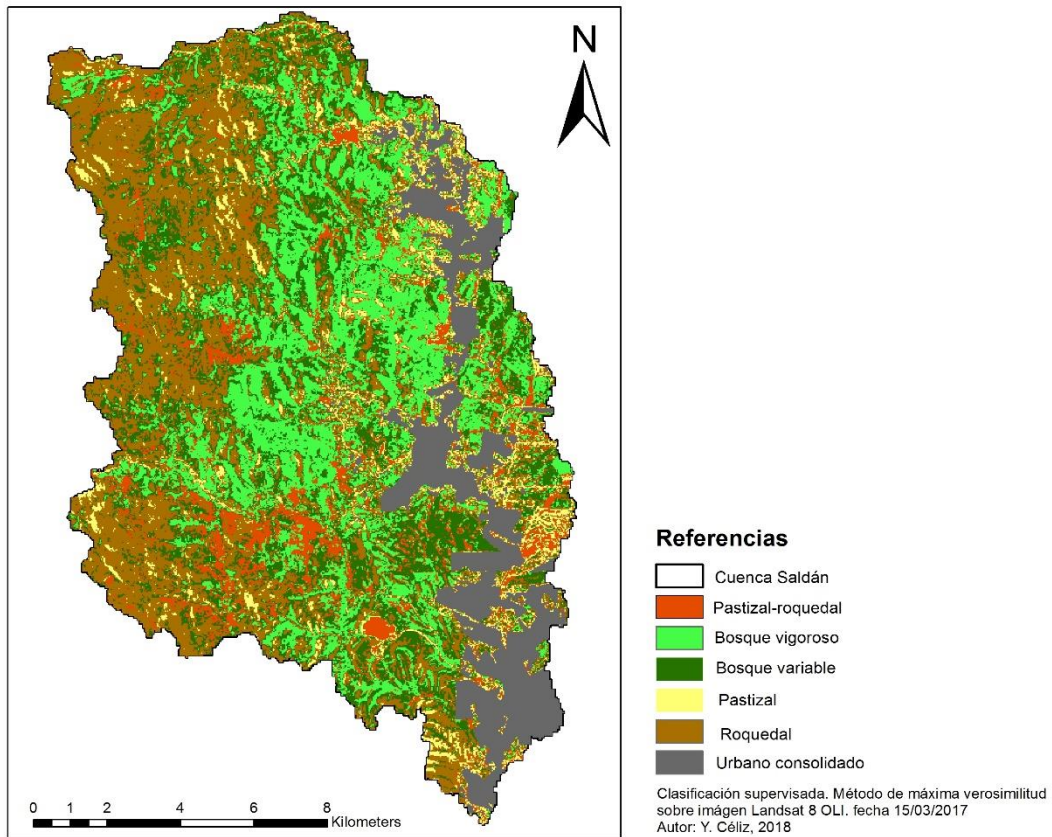 N
Referencias
Cuenca Saldán
Pastizal-roquedal
Bosque vigoroso
Bosque variable
Pastizal
Roquedal
Urbano consolidado
0 1 2 4 6 8
Kilometers
Clasificación supervisada. Método de máxima verosimilitud
sobre imágen Landsat 8 OLI. fecha 15/03/2017
Autor: Y. Céliz, 2018